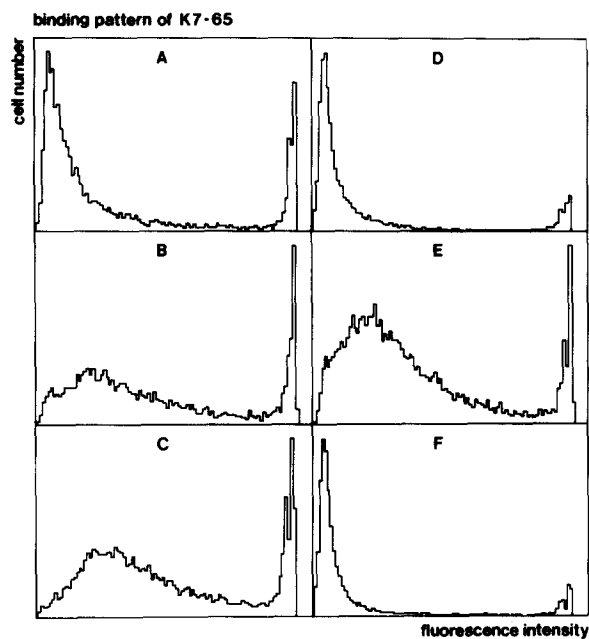 binding pattern of K7-65
cell number
A
D
B
E
C
F
fluorescence intensity